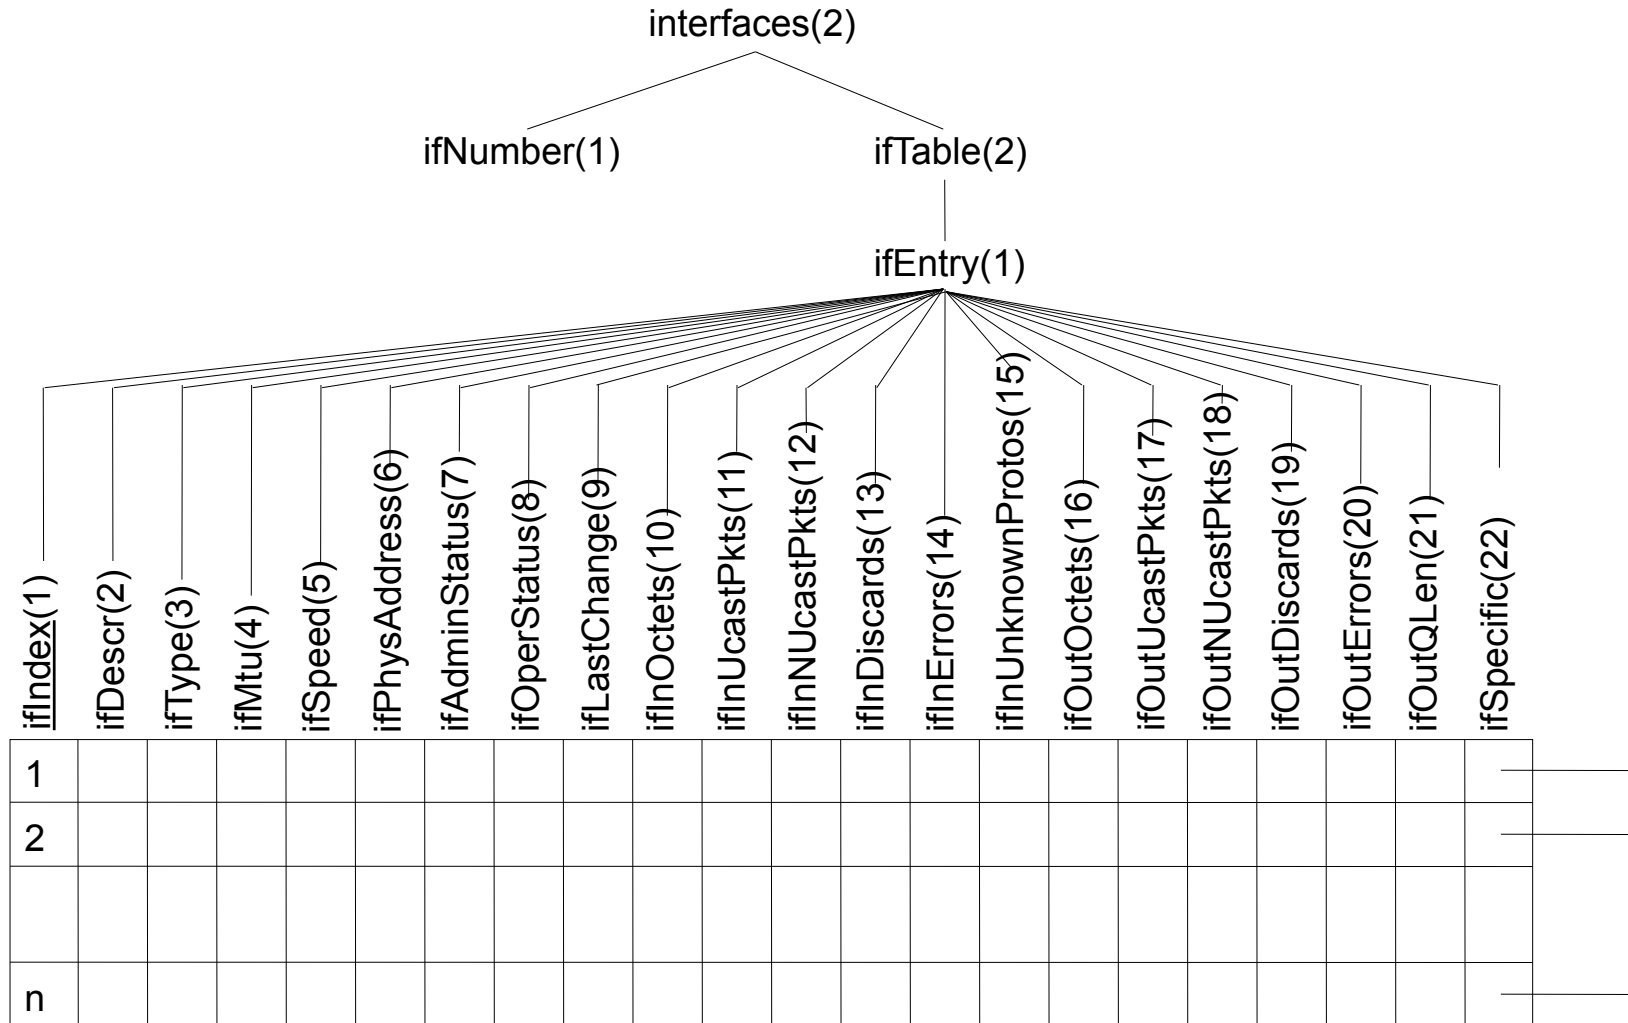 interfaces(2)
ifNumber(1)
ifTable(2)
ifEntry(1)
ifIndex(1)
ifDescr(2)
ifType(3)
ifMtu(4)
ifSpeed(5)
ifPhysAddress(6)
ifAdminStatus(7)
ifOperStatus(8)
ifLastChange(9)
ifInOctets(10)
ifInUcastPkts(11)
ifInNUcastPkts(12)
ifInDiscards(13)
ifInErrors(14)
ifInUnknownProtos(15)
ifOutOctets(16)
ifOutUcastPkts(17)
ifOutNUcastPkts(18)
ifOutDiscards(19)
ifOutErrors(20)
ifOutQLen(21)
ifSpecific(22)
1
2
n